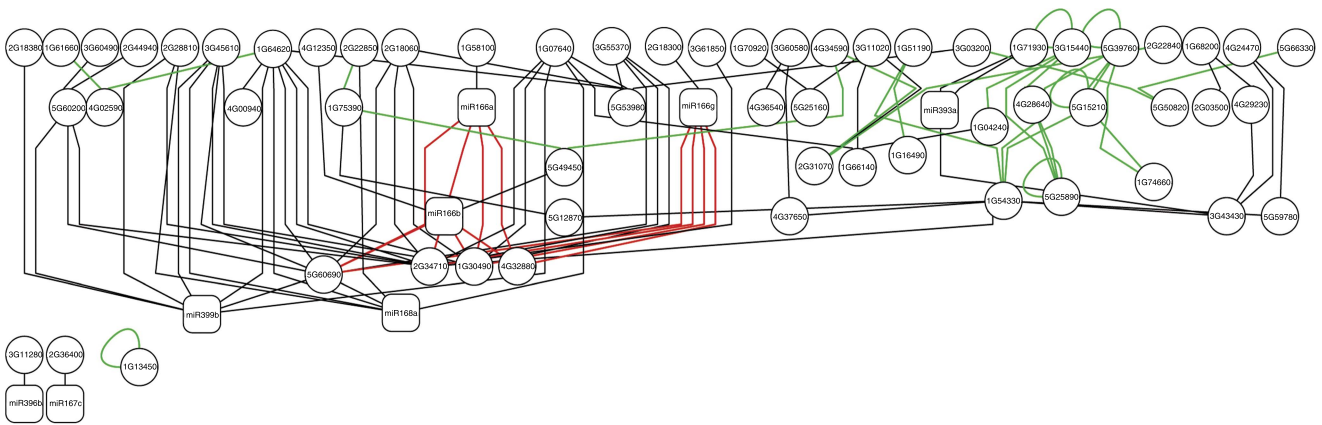 2G18380 1G61660 3G60490 2G44940 2G28810 3G45610 1G64620 4G12350 2G22850 2G18060 1G58100 1G07640 3G55370 2G18300 3G61850 1G70920 3G60580 4G34590 3G11020 1G51190 3G03200 1G71930 3G15440 5G39760 2G22840 1G68200 4G24470 5G66330
5G60200 4G02590 4G00940 1G75390 miR166a 5G53980 miR166g 4G36540 5G25160 miR393a 4G28640 5G15210 5G50820 2G03500 4G29230
1G04240
5G49450 2G31070 1G66140 1G16490
1G74660
miR166b 5G12870 4G37650 1G54330 5G25890 3G43430 5G59780
5G60690 2G34710 1G30490 4G32880
miR399b miR168a
3G11280 2G36400 1G13450
miR396b miR167c